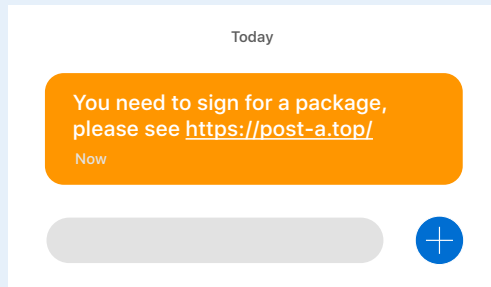 Today
You need to sign for a package,
please see https://post-a.top/
Now